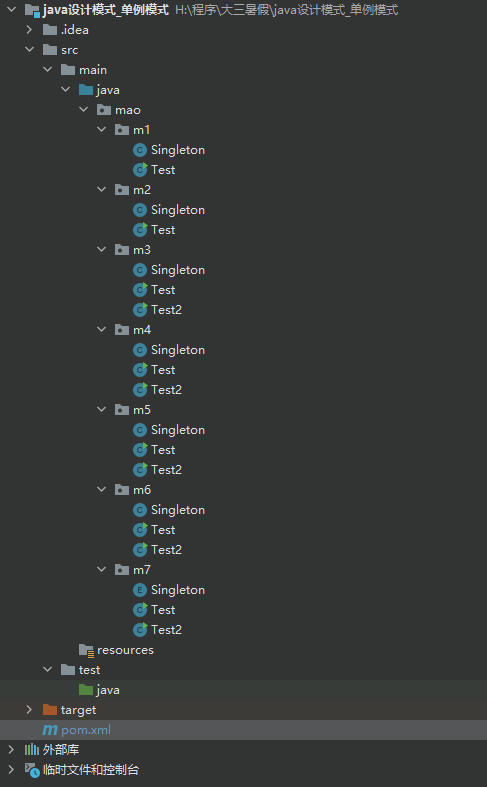 java设计模式_单例模式 H:\程序\大三暑假\java设计模式_单例模式
.idea
src
main
java
mao
m1
Singleton
Test
m2
Singleton
Test
m3
Singleton
Test
Test2
m4
Singleton
Test
Test2
m5
Singleton
Test
Test2
m6
Singleton
Test
Test2
m7
Singleton
Test
Test2
resources
test
java
target
pom.xml
外部库
临时文件和控制台